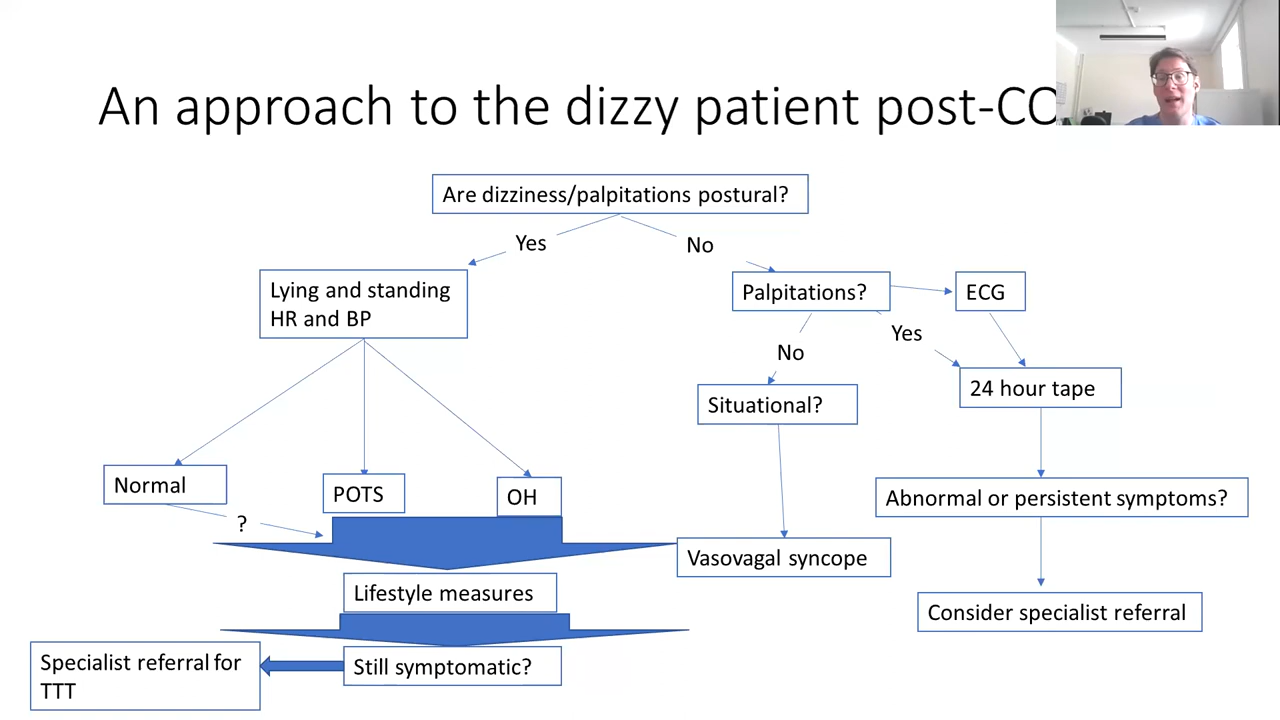 An approach to the dizzy patient post-CO
Are dizziness/palpitations postural?
Yes
No
Lying and standing
HR and BP
Palpitations?
ECG
No
Yes
Situational?
24 hour tape
Normal
POTS
OH
?
Abnormal or persistent symptoms?
Vasovagal syncope
Lifestyle measures
Consider specialist referral
Still symptomatic?
Specialist referral for
TTT